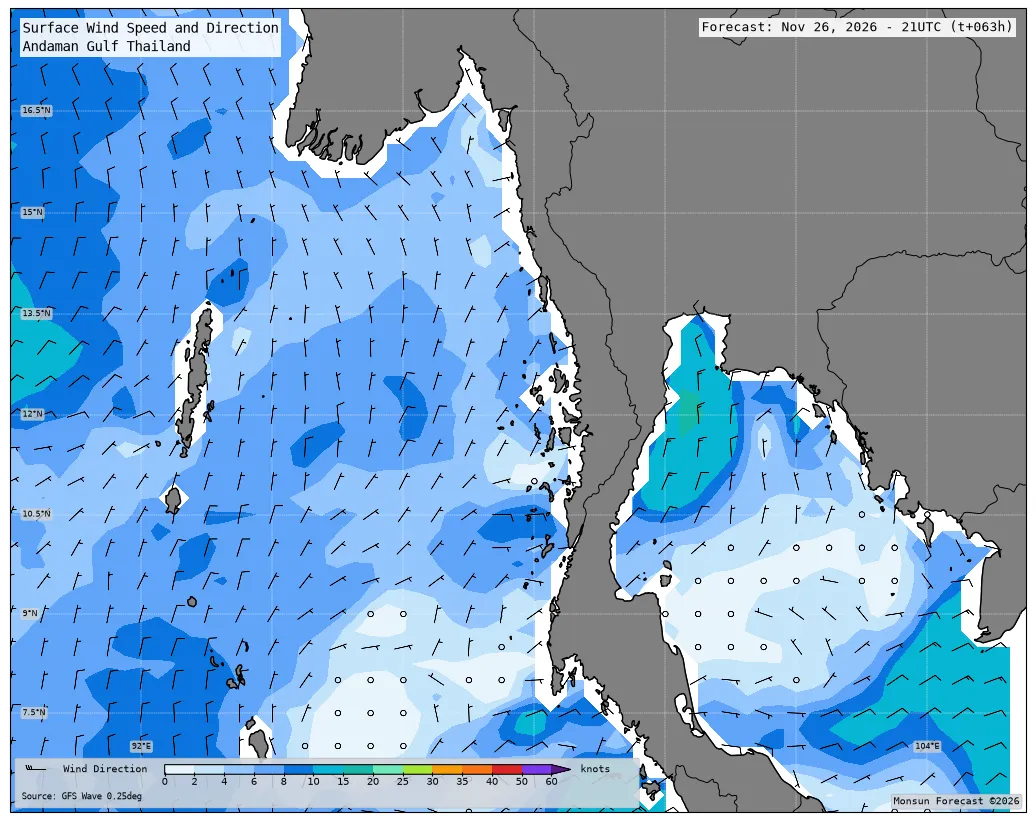 Surface Wind Speed and Direction
Andaman Gulf Thailand
Forecast: Nov 26, 2026 - 21UTC (t+063h)
16.5°N
15°N
13.5°N
12°N
10.5°N
9°N
7.5°N
92°E
104°E
Wind Direction
knots
0 2 4 6 8 10 15 20 25 30 35 40 50 60
Source: GFS Wave 0.25deg
Monsun Forecast ©2026